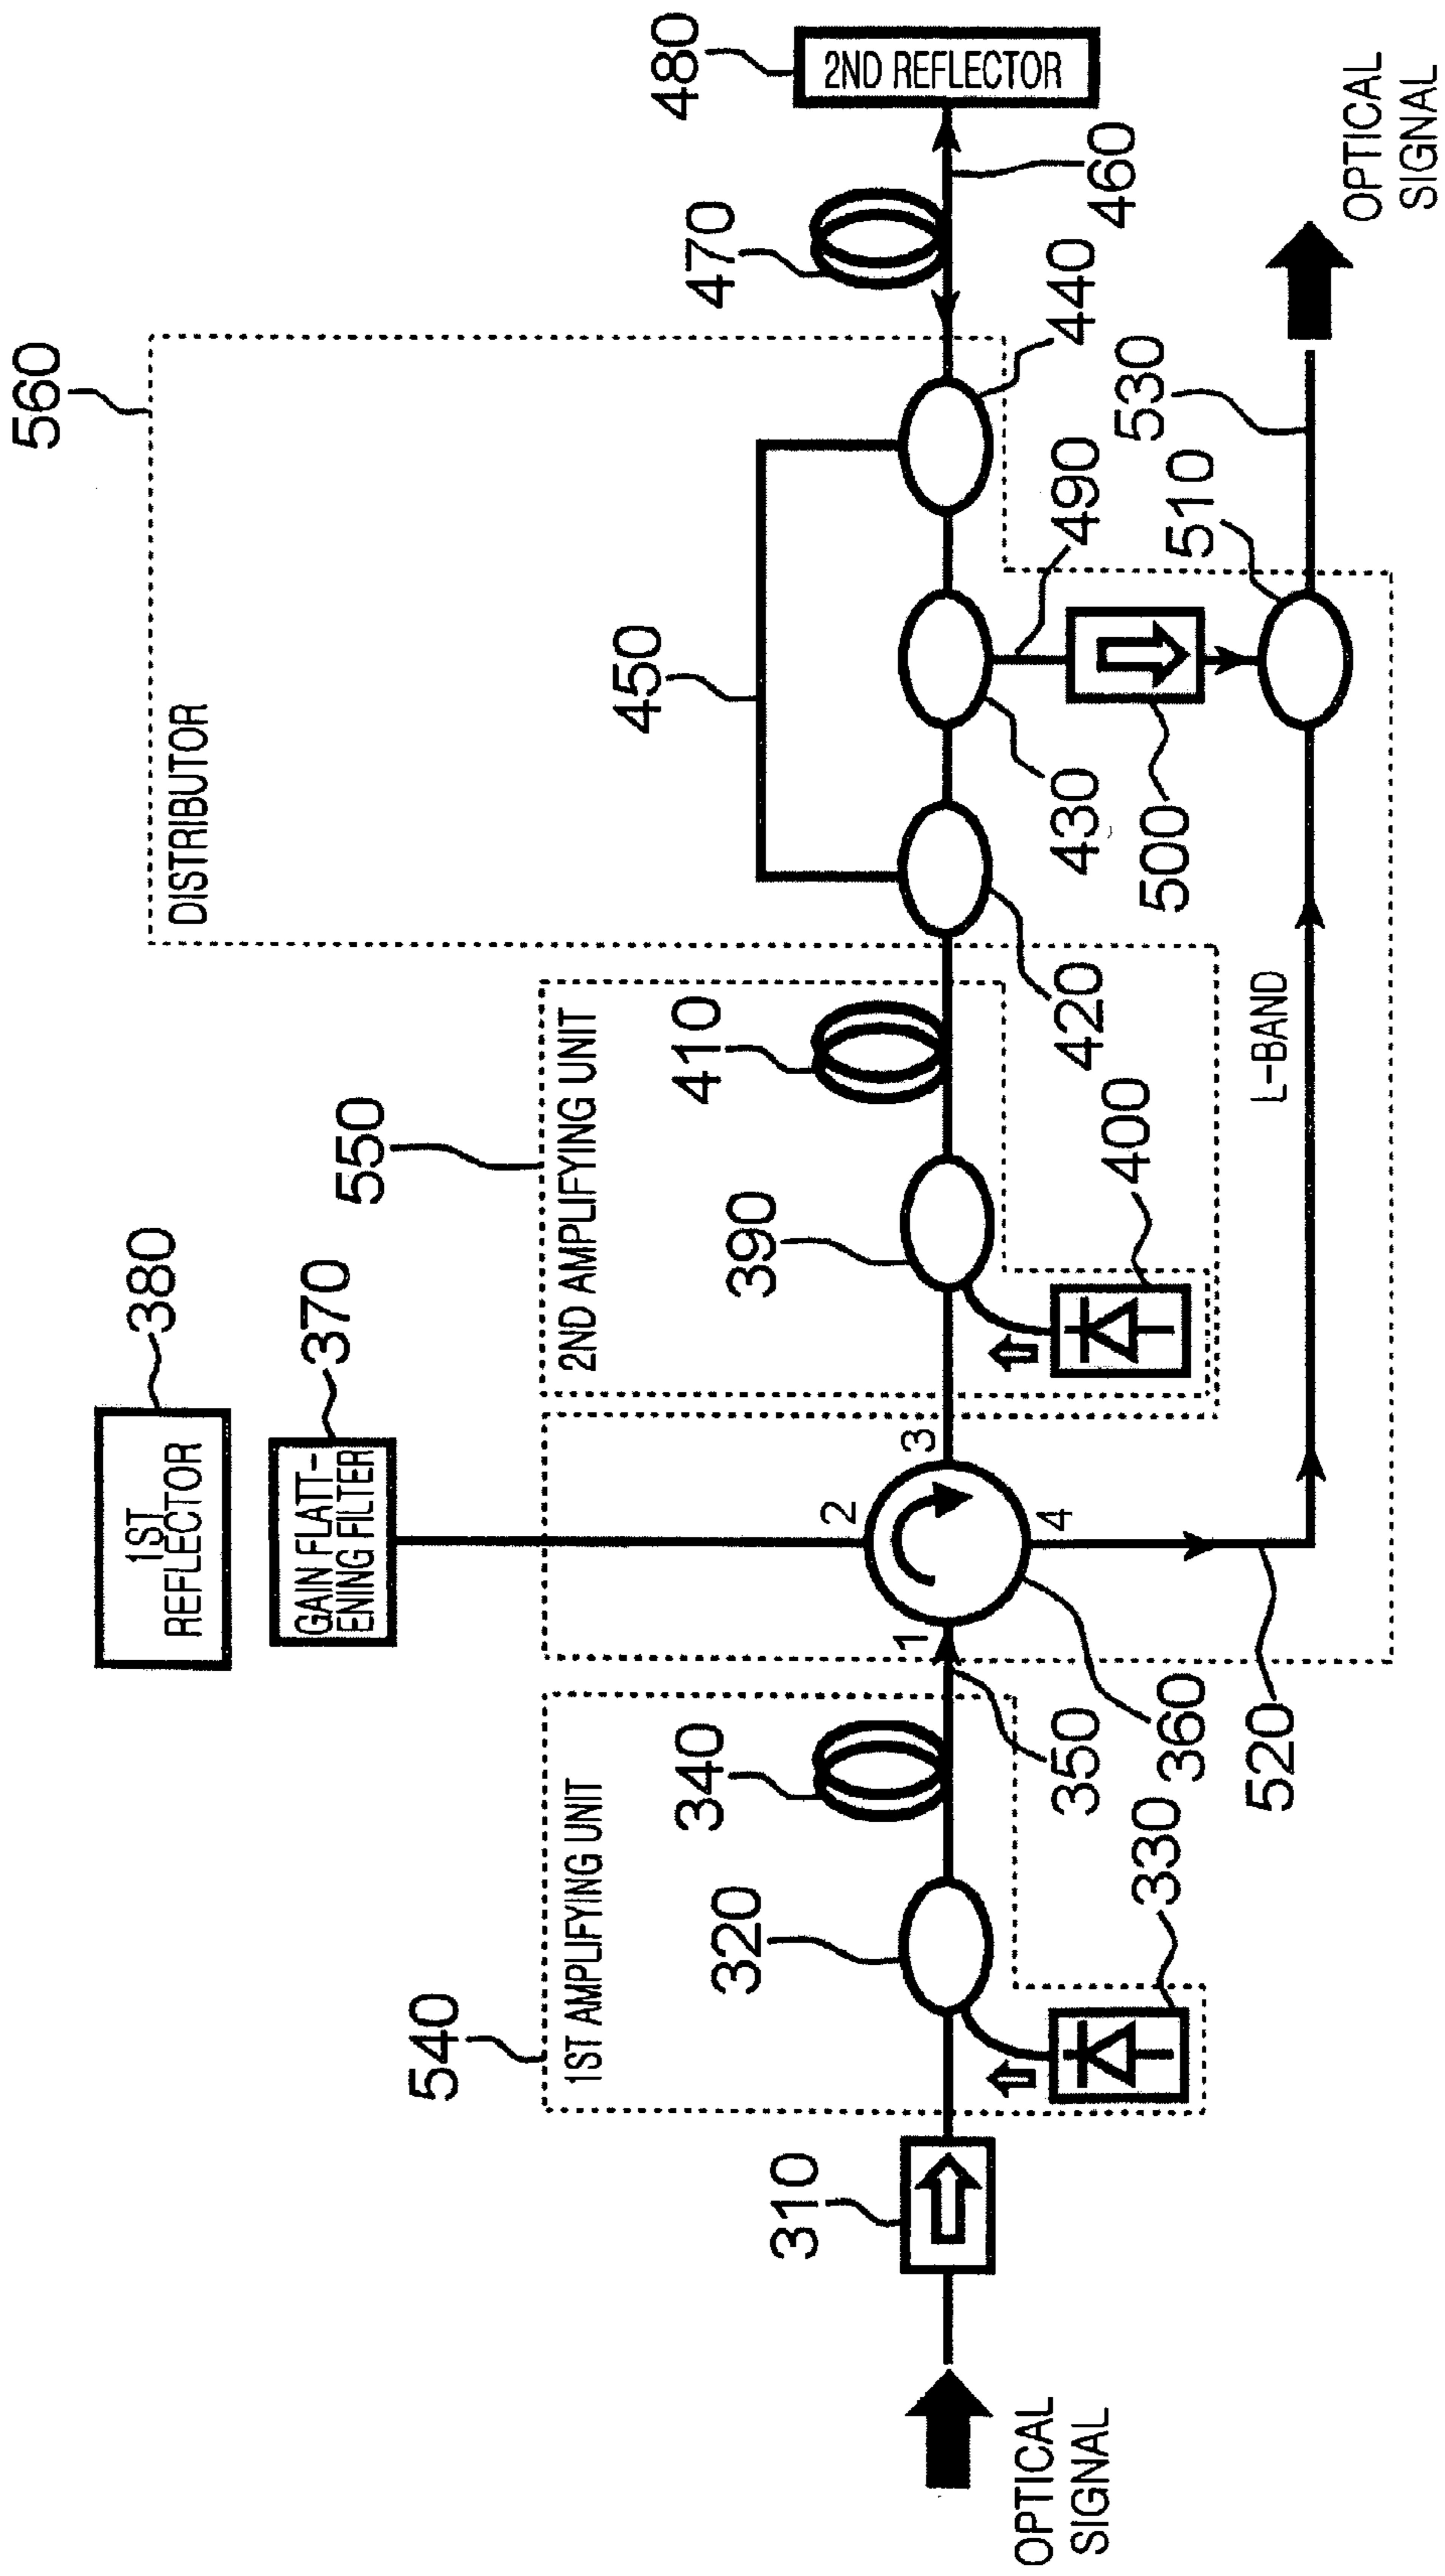 560
380
1ST
REFLECTOR
DISTRIBUTOR
370
GAIN FLATT-
ENING FILTER
550
540
1ST AMPLIFYING UNIT
2ND AMPLIFYING UNIT
450
480
340
410
470
320
390
310
2
2ND REFLECTOR
1
3
4
OPTICAL
SIGNAL
350
420
430
490
440
460
400
530
330
360
500
510
520
L-BAND
OPTICAL
SIGNAL